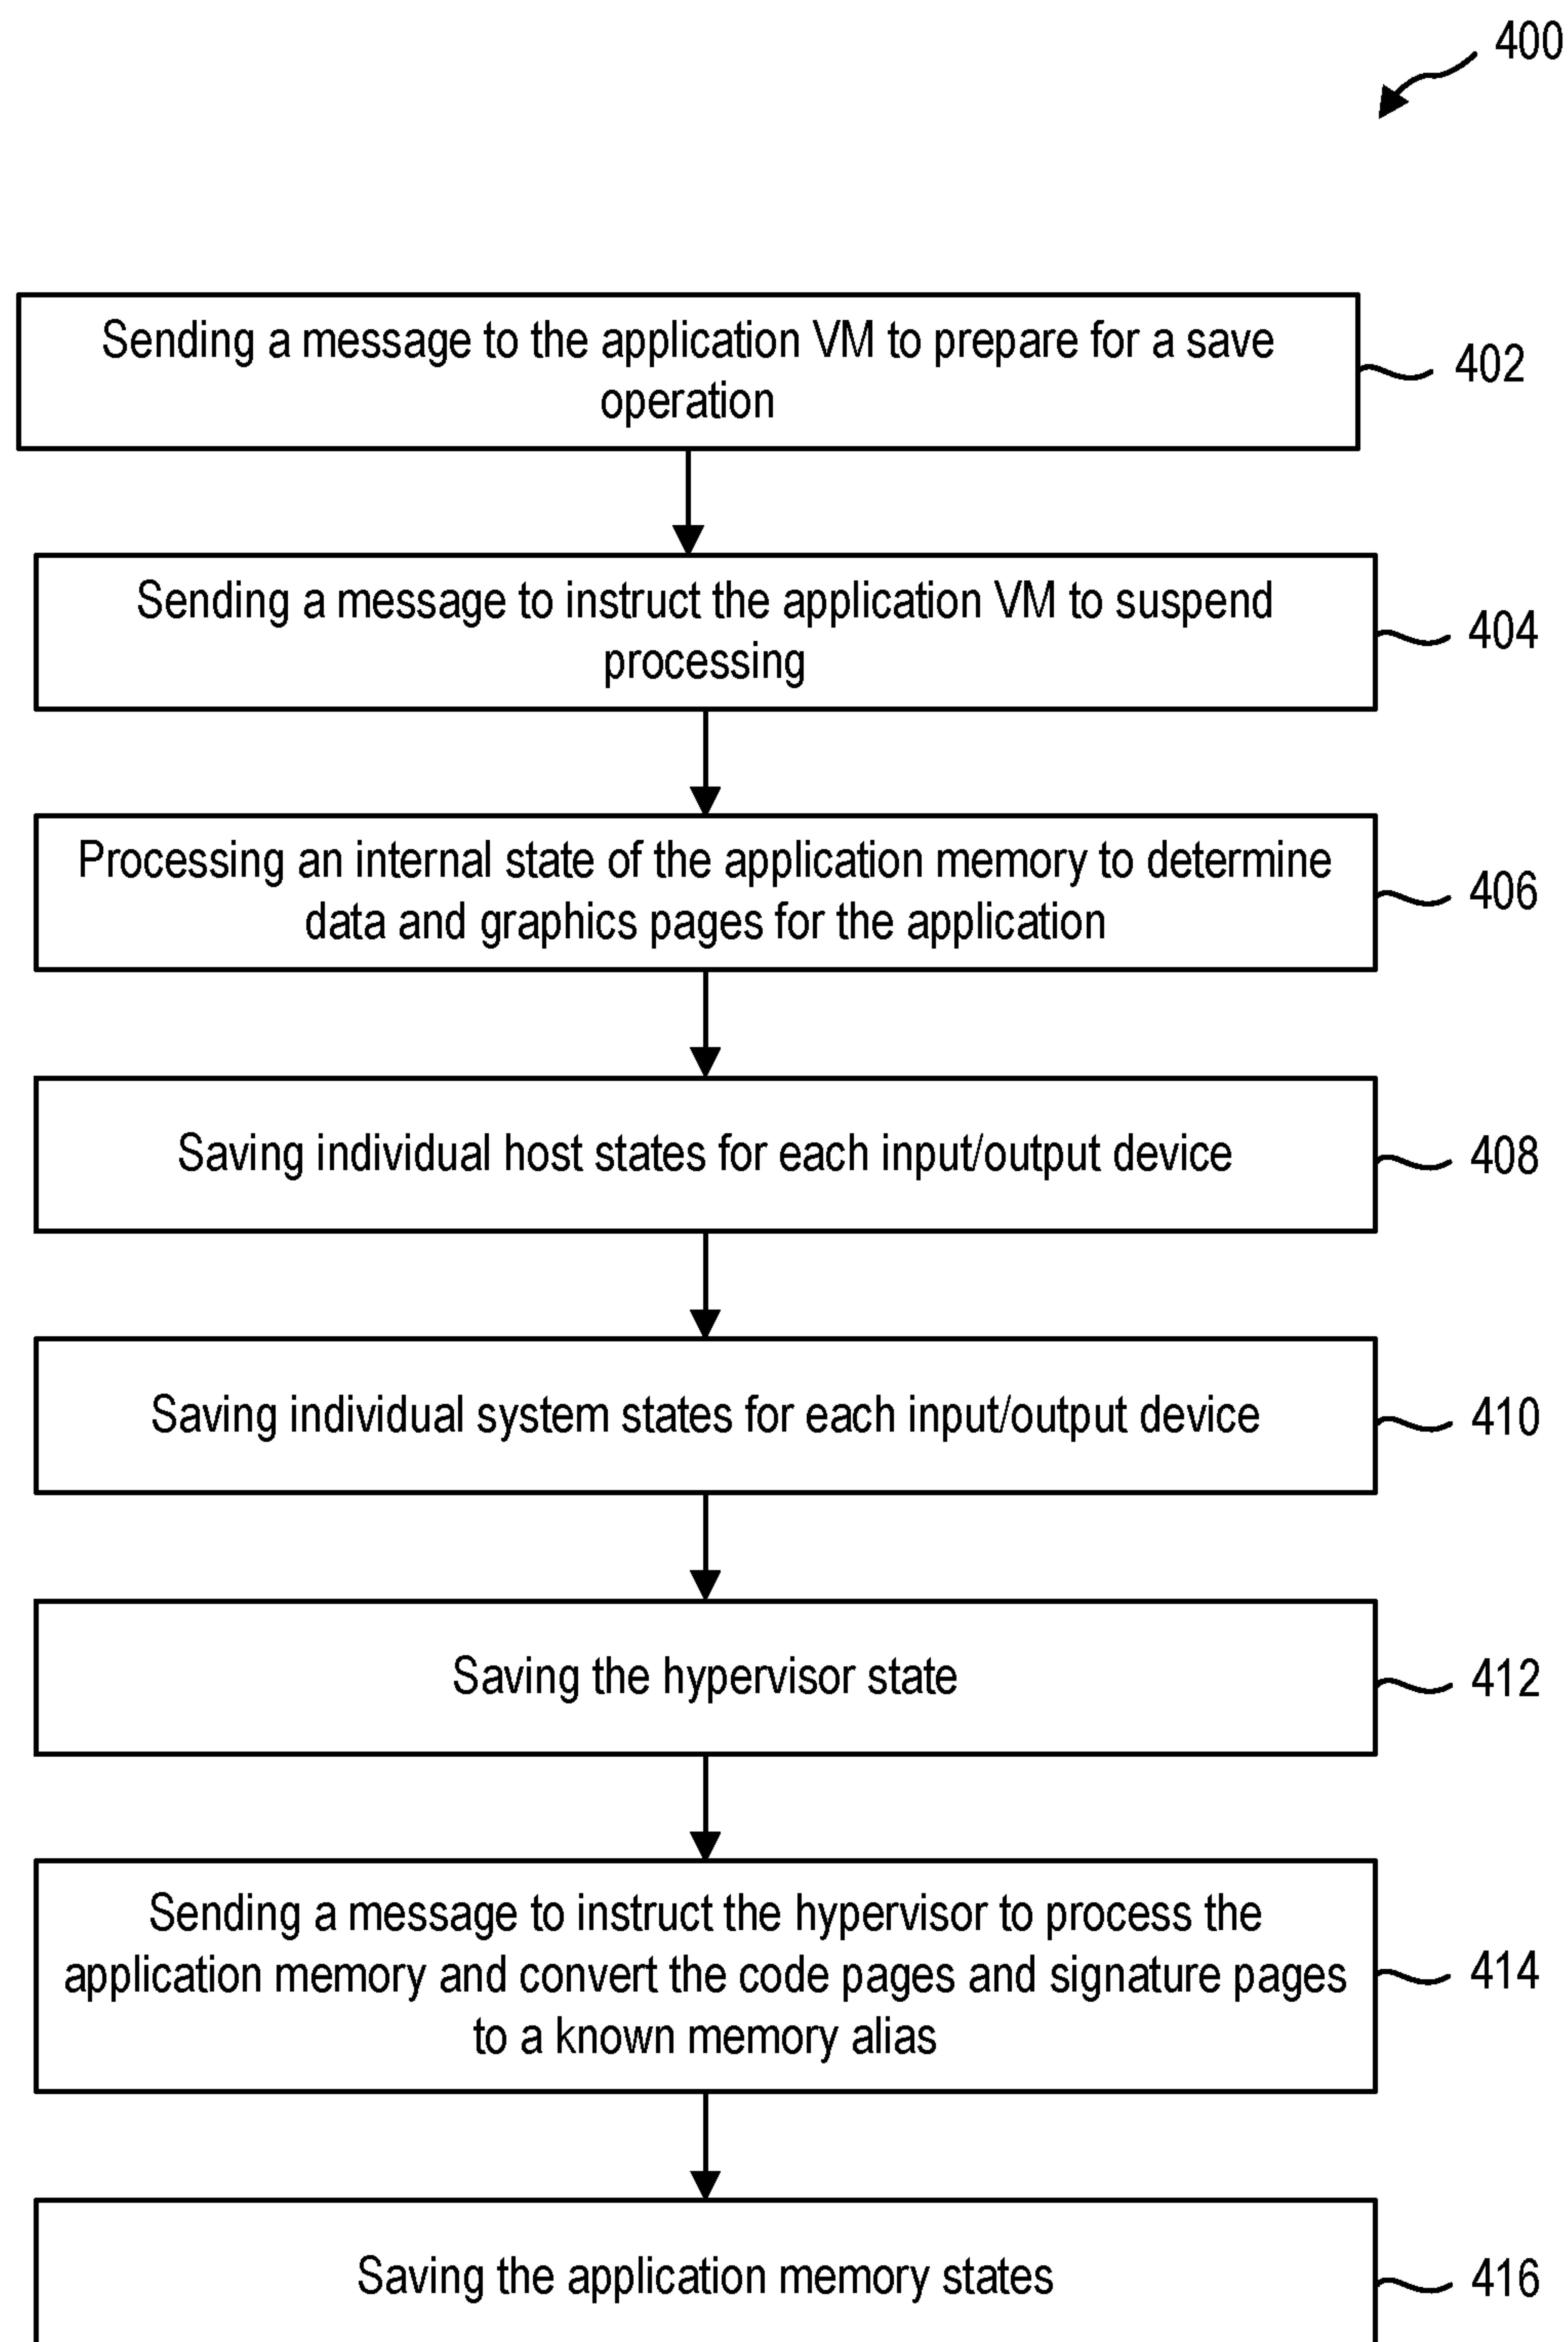 400
Sending a message to the application VM to prepare for a save
operation
402
Sending a message to instruct the application VM to suspend
processing
404
Processing an internal state of the application memory to determine
data and graphics pages for the application
406
Saving individual host states for each input/output device
408
Saving individual system states for each input/output device
410
Saving the hypervisor state
412
Sending a message to instruct the hypervisor to process the
application memory and convert the code pages and signature pages
to a known memory alias
414
Saving the application memory states
416